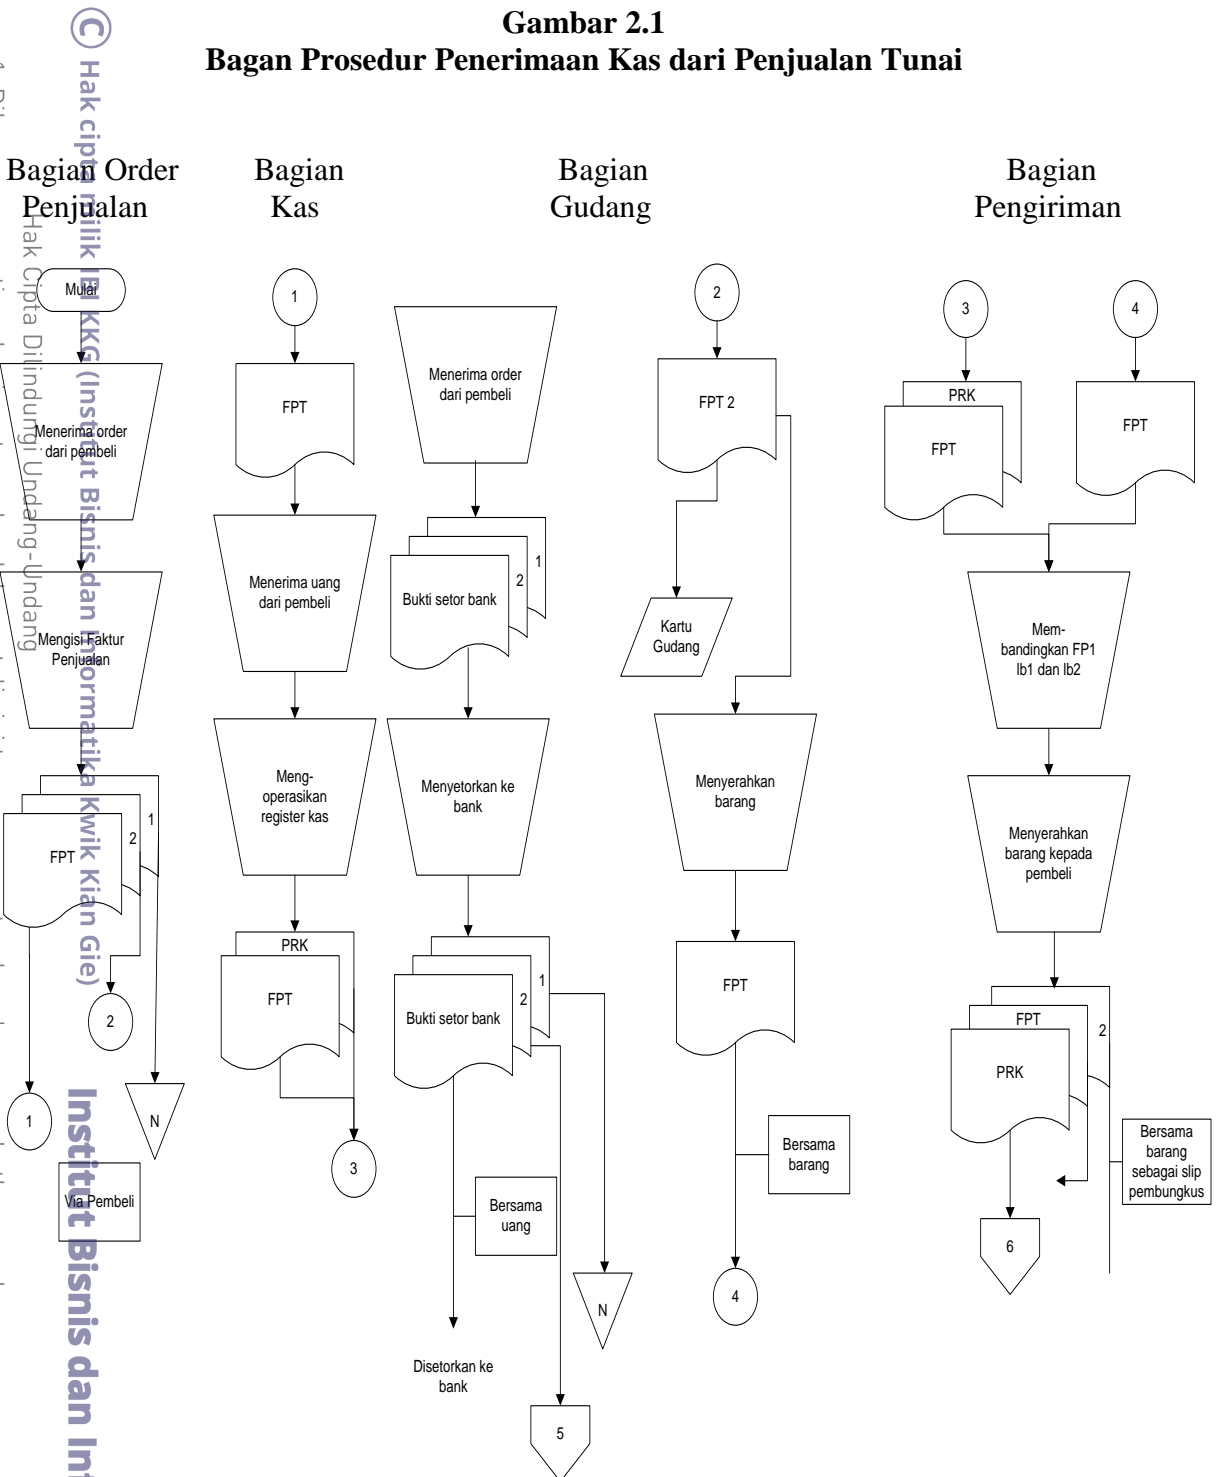 Gambar 2.1
Bagan Prosedur Penerimaan Kas dari Penjualan Tunai
© Hak cipta milik IBI KKG (Institut Bisnis dan Informatika Kwik Kian Gie)
Hak Cipta Dilindungi Undang-Undang
Institut Bisnis dan
Bagian Order
Penjualan
Mulai
Menerima order
dari pembeli
Mengisi Faktur
Penjualan
1
2
FPT
2
1
N
Via Pembeli
Bagian
Kas
1
FPT
Menerima uang
dari pembeli
Meng-
operasikan
register kas
PRK
FPT
3
Menerima order
dari pembeli
1
2
Bukti setor bank
Menyetorkan ke
bank
1
2
Bukti setor bank
Bersama
uang
N
Disetorkan ke
bank
5
Bagian
Gudang
2
FPT 2
Kartu
Gudang
Menyerahkan
barang
FPT
Bersama
barang
4
Bagian
Pengiriman
3
4
PRK
FPT
FPT
Mem-
bandingkan FP1
lb1 dan lb2
Menyerahkan
barang kepada
pembeli
FPT
2
PRK
Bersama
barang
sebagai slip
pembungkus
6